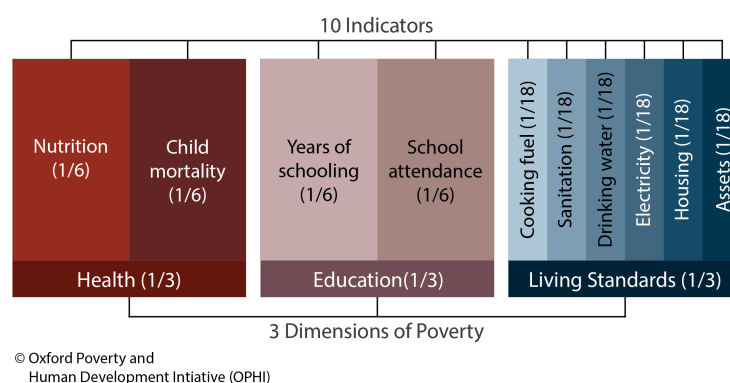 10 Indicators
Nutrition
(1/6)
Child
mortality
(1/6)
Years of
schooling
(1/6)
School
attendance
(1/6)
Cooking fuel (1/18)
Sanitation (1/18)
Drinking water (1/18)
Electricity (1/18)
Housing (1/18)
Assets (1/18)
Health (1/3)
Education(1/3)
Living Standards (1/3)
3 Dimensions of Poverty
© Oxford Poverty and
Human Development Intiative (OPHI)